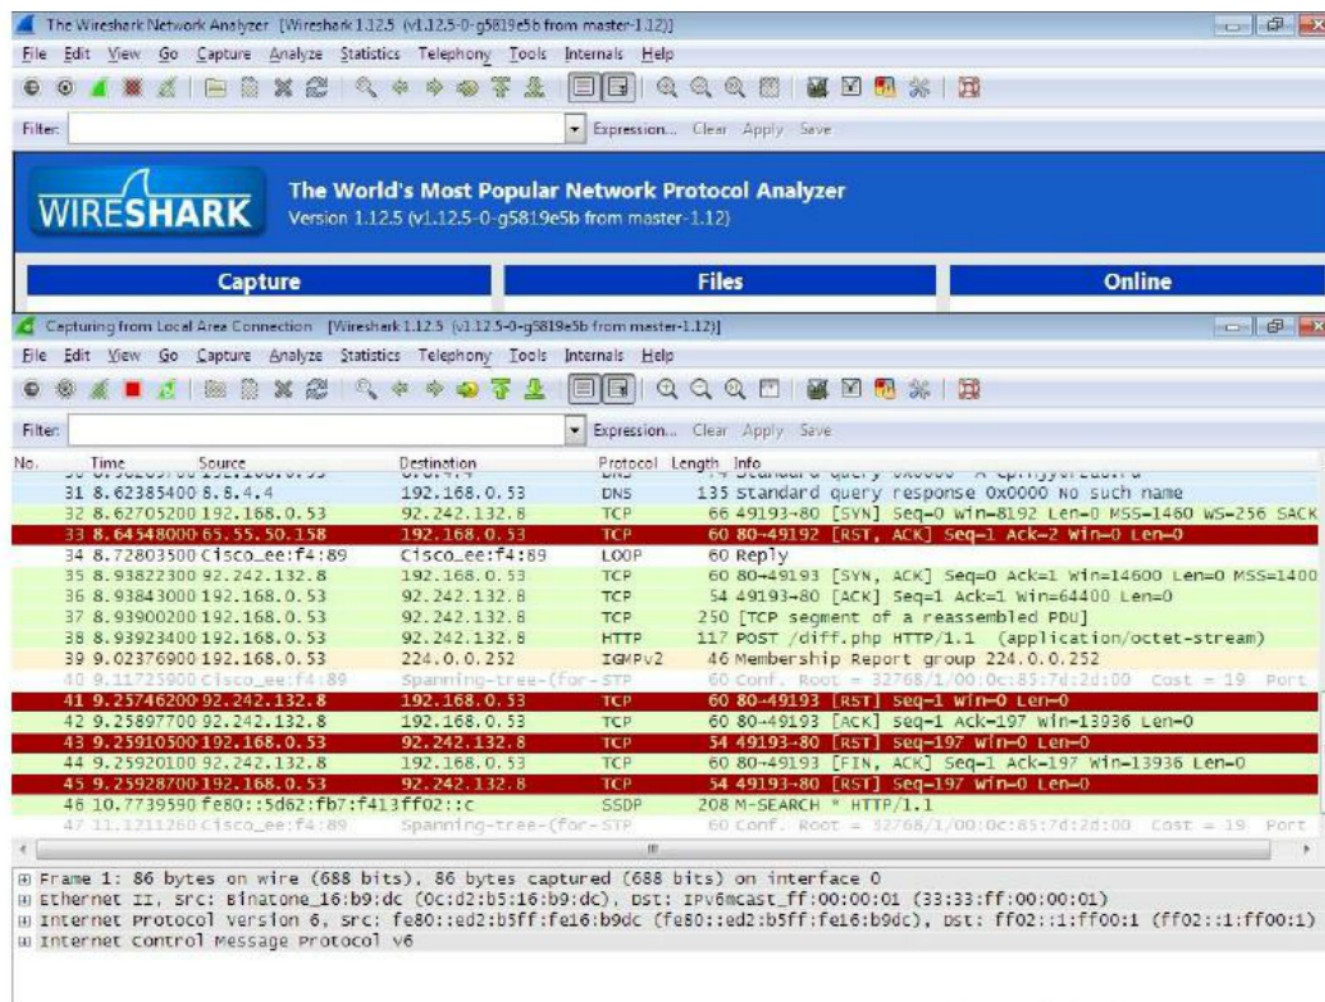 The Wireshark Network Analyzer [Wireshark 1.12.5 (v1.12.5-0-g5819e5b from master-1.12)]
File Edit View Go Capture Analyze Statistics Telephony Tools Internals Help
Filter: Expression... Clear Apply Save
WIRESHARK
The World's Most Popular Network Protocol Analyzer
Version 1.12.5 (v1.12.5-0-g5819e5b from master-1.12)
Capture Files Online
Capturing from Local Area Connection [Wireshark 1.12.5 (v1.12.5-0-g5819e5b from master-1.12)]
File Edit View Go Capture Analyze Statistics Telephony Tools Internals Help
Filter: Expression... Clear Apply Save
No. Time Source Destination Protocol Length Info
31 8.62385400 8.8.4.4 192.168.0.53 DNS 135 Standard query response 0x0000 No such name
32 8.62705200 192.168.0.53 92.242.132.8 TCP 66 49193→80 [SYN] Seq=0 Win=8192 Len=0 MSS=1460 WS=256 SACK
33 8.64548000 65.55.50.158 192.168.0.53 TCP 60 80→49192 [RST, ACK] Seq=1 Ack=2 Win=0 Len=0
34 8.72803500 Cisco_ee:f4:89 Cisco_ee:f4:89 LOOP 60 Reply
35 8.93822300 92.242.132.8 192.168.0.53 TCP 60 80→49193 [SYN, ACK] Seq=0 Ack=1 Win=14600 Len=0 MSS=1400
36 8.93843000 192.168.0.53 92.242.132.8 TCP 54 49193→80 [ACK] Seq=1 Ack=1 Win=64400 Len=0
37 8.93900200 192.168.0.53 92.242.132.8 TCP 250 [TCP segment of a reassembled PDU]
38 8.93923400 192.168.0.53 92.242.132.8 HTTP 117 POST /diff.php HTTP/1.1 (application/octet-stream)
39 9.02376900 192.168.0.53 224.0.0.252 IGMPv2 46 Membership Report group 224.0.0.252
40 9.11725900 Cisco_ee:f4:89 Spanning-tree-(for- STP 60 Conf. Root = 32768/1/00:0c:85:7d:2d:00 Cost = 19 Port
41 9.25746200 92.242.132.8 192.168.0.53 TCP 60 80→49193 [RST] Seq=1 Win=0 Len=0
42 9.25897700 92.242.132.8 192.168.0.53 TCP 60 80→49193 [ACK] Seq=1 Ack=197 Win=13936 Len=0
43 9.25910500 192.168.0.53 92.242.132.8 TCP 54 49193→80 [RST] Seq=197 Win=0 Len=0
44 9.25920100 92.242.132.8 192.168.0.53 TCP 60 80→49193 [FIN, ACK] Seq=1 Ack=197 Win=13936 Len=0
45 9.25928700 192.168.0.53 92.242.132.8 TCP 54 49193→80 [RST] Seq=197 Win=0 Len=0
46 10.7739590 fe80::5d62:fb7:f413 ff02::c SSDP 208 M-SEARCH * HTTP/1.1
47 11.1211260 Cisco_ee:f4:89 Spanning-tree-(for- STP 60 Conf. Root = 32768/1/00:0c:85:7d:2d:00 Cost = 19 Port
Frame 1: 86 bytes on wire (688 bits), 86 bytes captured (688 bits) on interface 0
Ethernet II, Src: Binatone_16:b9:dc (0c:d2:b5:16:b9:dc), Dst: IPv6mcast_ff:00:00:01 (33:33:ff:00:00:01)
Internet Protocol Version 6, Src: fe80::ed2:b5ff:fe16:b9dc (fe80::ed2:b5ff:fe16:b9dc), Dst: ff02::1:ff00:1 (ff02::1:ff00:1)
Internet Control Message Protocol v6